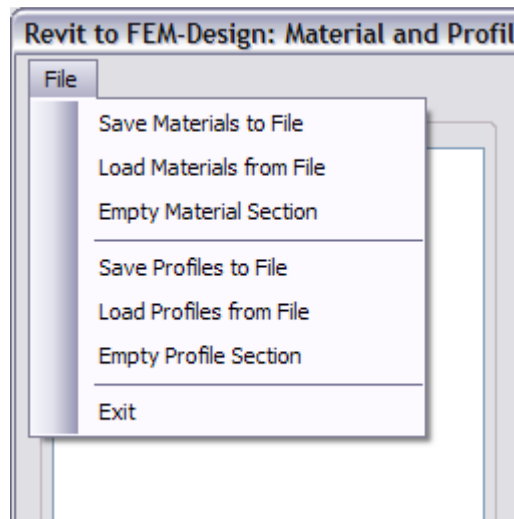 Revit to FEM-Design: Material and Profil
File
Save Materials to File
Load Materials from File
Empty Material Section
Save Profiles to File
Load Profiles from File
Empty Profile Section
Exit